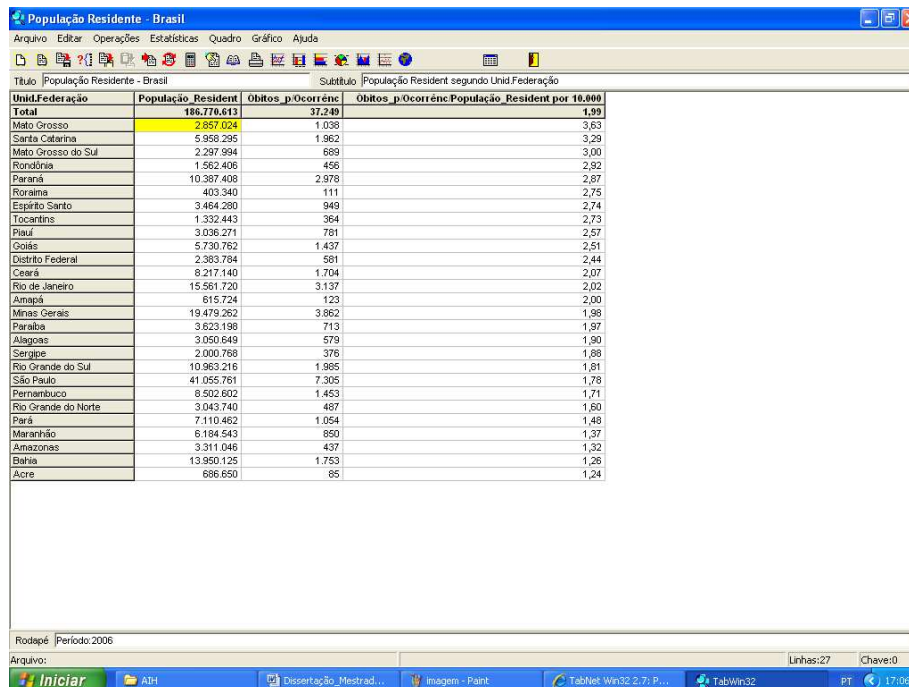 População Residente - Brasil
Arquivo Editar Operações Estatísticas Quadro Gráfico Ajuda
Título População Residente - Brasil Subtítulo População Resident segundo Unid.Federação
Unid.Federação População_Resident Óbitos_p/Ocorrênc Óbitos_p/Ocorrênc/População_Resident por 10.000
Total 186.770.613 37.249 1,99
Mato Grosso 2.857.024 1.038 3,63
Santa Catarina 5.958.295 1.962 3,29
Mato Grosso do Sul 2.297.994 689 3,00
Rondônia 1.562.406 456 2,92
Paraná 10.387.408 2.978 2,87
Roraima 403.340 111 2,75
Espírito Santo 3.464.280 949 2,74
Tocantins 1.332.443 364 2,73
Piauí 3.036.271 781 2,57
Goiás 5.730.762 1.437 2,51
Distrito Federal 2.383.784 581 2,44
Ceará 8.217.140 1.704 2,07
Rio de Janeiro 15.561.720 3.137 2,02
Amapá 615.724 123 2,00
Minas Gerais 19.479.262 3.862 1,98
Paraíba 3.623.198 713 1,97
Alagoas 3.050.649 579 1,90
Sergipe 2.000.768 376 1,88
Rio Grande do Sul 10.963.216 1.985 1,81
São Paulo 41.055.761 7.305 1,78
Pernambuco 8.502.602 1.453 1,71
Rio Grande do Norte 3.043.740 487 1,60
Pará 7.110.462 1.054 1,48
Maranhão 6.184.543 850 1,37
Amazonas 3.311.046 437 1,32
Bahia 13.950.125 1.753 1,26
Acre 686.650 85 1,24
Rodapé Período:2006
Arquivo: Linhas:27 Chave:0
Iniciar AIH Dissertação_Mestrad... imagem - Paint TabNet Win32 2.7: P... TabWin32 PT 17:06